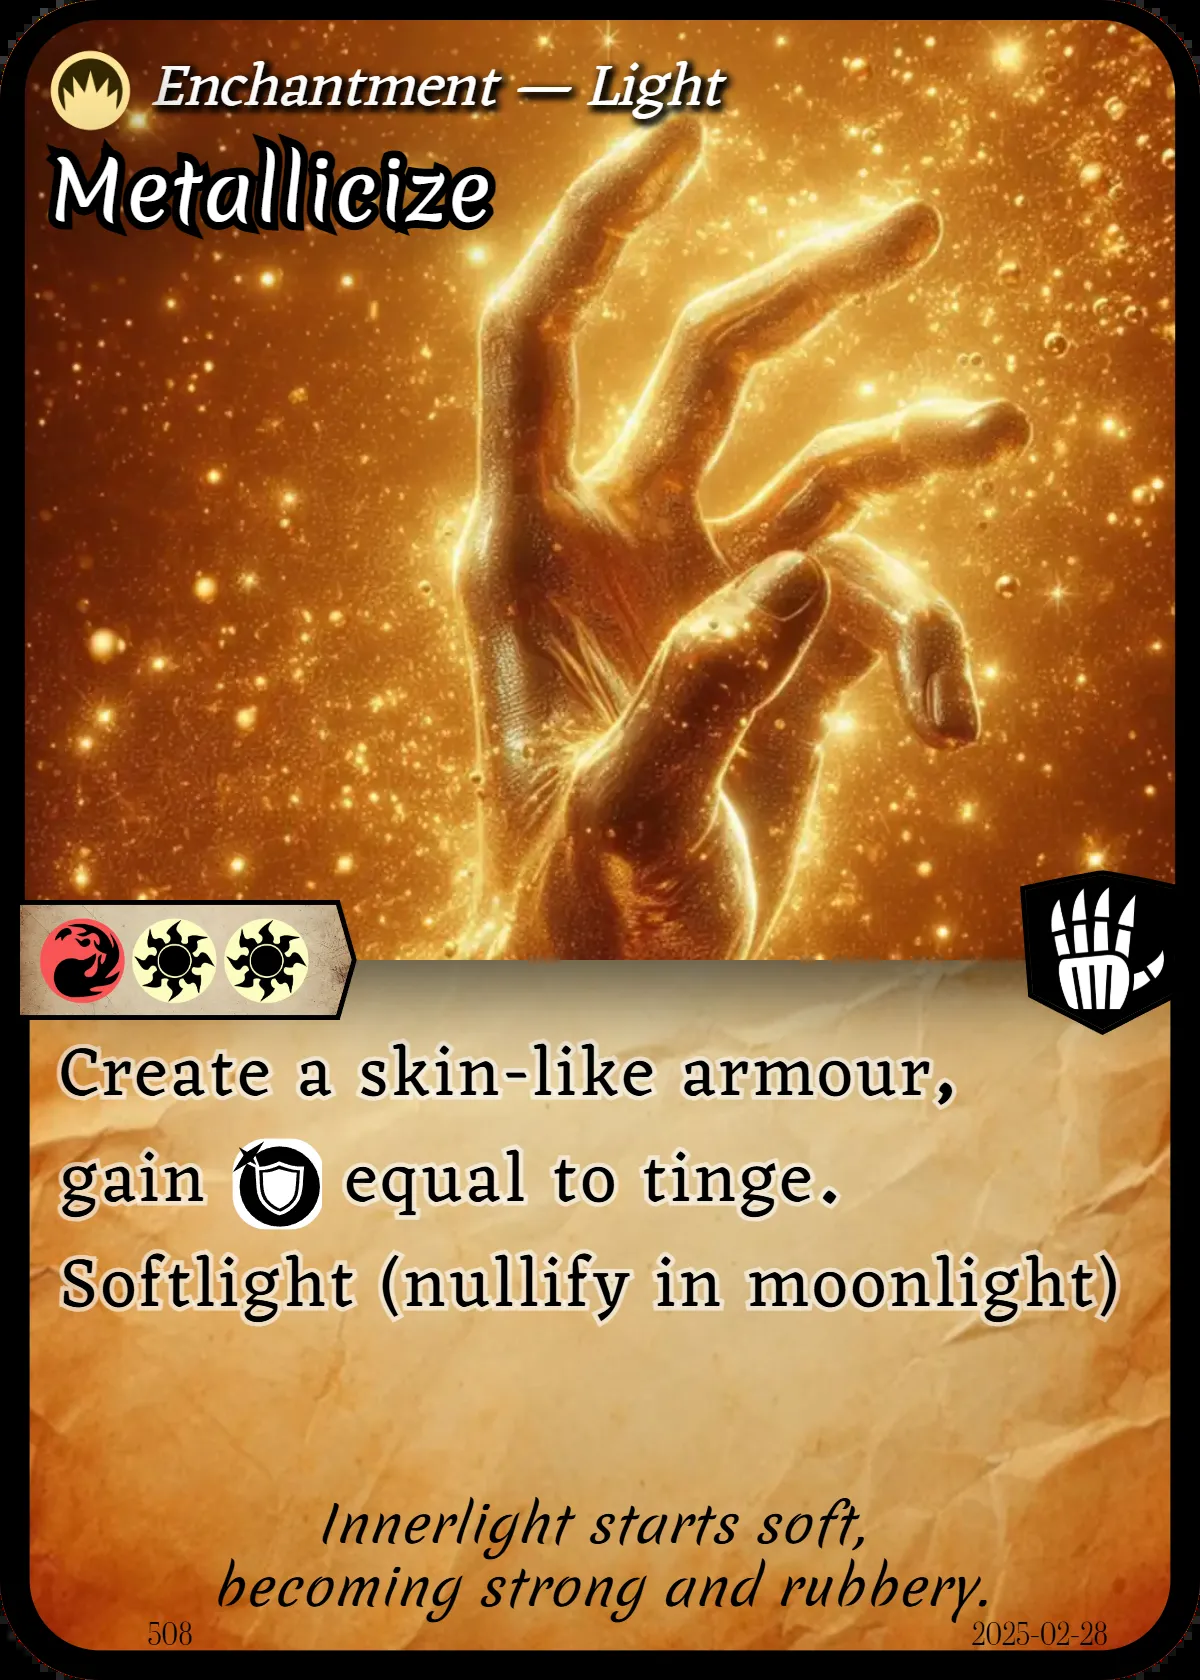 Enchantment — Light
Metallicize
Create a skin-like armour,
gain equal to tinge.
Softlight (nullify in moonlight)
Innerlight starts soft,
becoming strong and rubbery.
508
2025-02-28